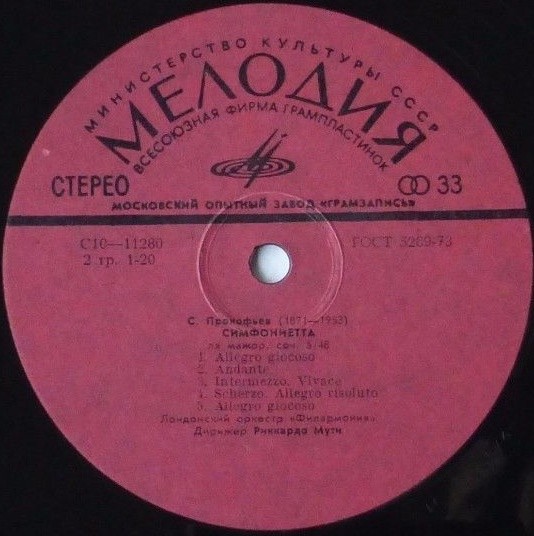 МИНИСТЕРСТВО КУЛЬТУРЫ СССР
МЕЛОДИЯ
ВСЕСОЮЗНАЯ ФИРМА ГРАМПЛАСТИНОК
СТЕРЕО 33
МОСКОВСКИЙ ОПЫТНЫЙ ЗАВОД «ГРАМЗАПИСЬ»
С10—11280 ГОСТ 5289-73
2 гр. 1-20
С. Прокофьев (1871—1953)
СИМФОНИЕТТА
ля мажор, соч. 5/48
1. Allegro giocoso
2. Andante
3. Intermezzo. Vivace
4. Scherzo. Allegro risoluto
5. Allegro giocoso
Лондонский оркестр «Филармония»
Дирижер Риккардо Мути